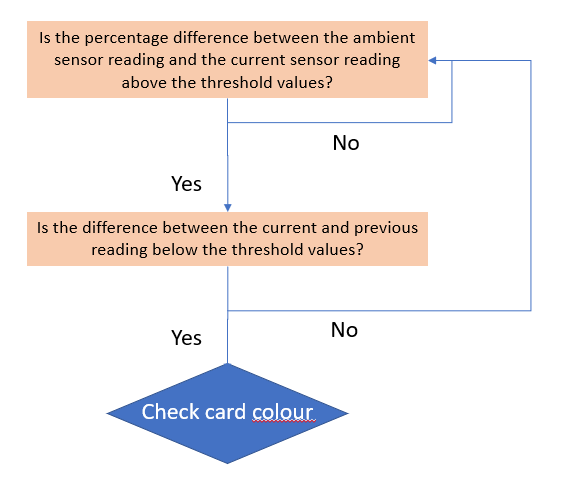 Is the percentage difference between the ambient
sensor reading and the current sensor reading
above the threshold values?
No
Yes
Is the difference between the current and previous
reading below the threshold values?
No
Yes
Check card colour